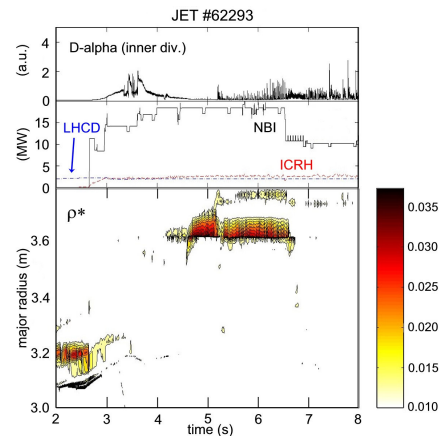 JET #62293
D-alpha (inner div.)
(a.u.)
4
2
0
LHCD
NBI
ICRH
(MW)
15
10
5
0
ρ*
major radius (m)
3.6
3.4
3.2
3.0
2 3 4 5 6 7 8
time (s)
0.035
0.030
0.025
0.020
0.015
0.010